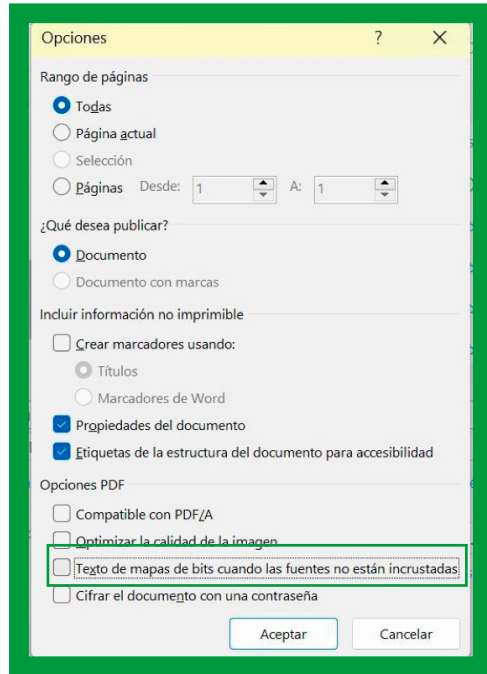 Opciones ?
Rango de páginas
Todas
Página actual
Selección
Páginas Desde: 1 A: 1
¿Qué desea publicar?
Documento
Documento con marcas
Incluir información no imprimible
Crear marcadores usando:
Títulos
Marcadores de Word
Propiedades del documento
Etiquetas de la estructura del documento para accesibilidad
Opciones PDF
Compatible con PDF/A
Optimizar la calidad de la imagen
Texto de mapas de bits cuando las fuentes no están incrustadas
Cifrar el documento con una contraseña
Aceptar Cancelar